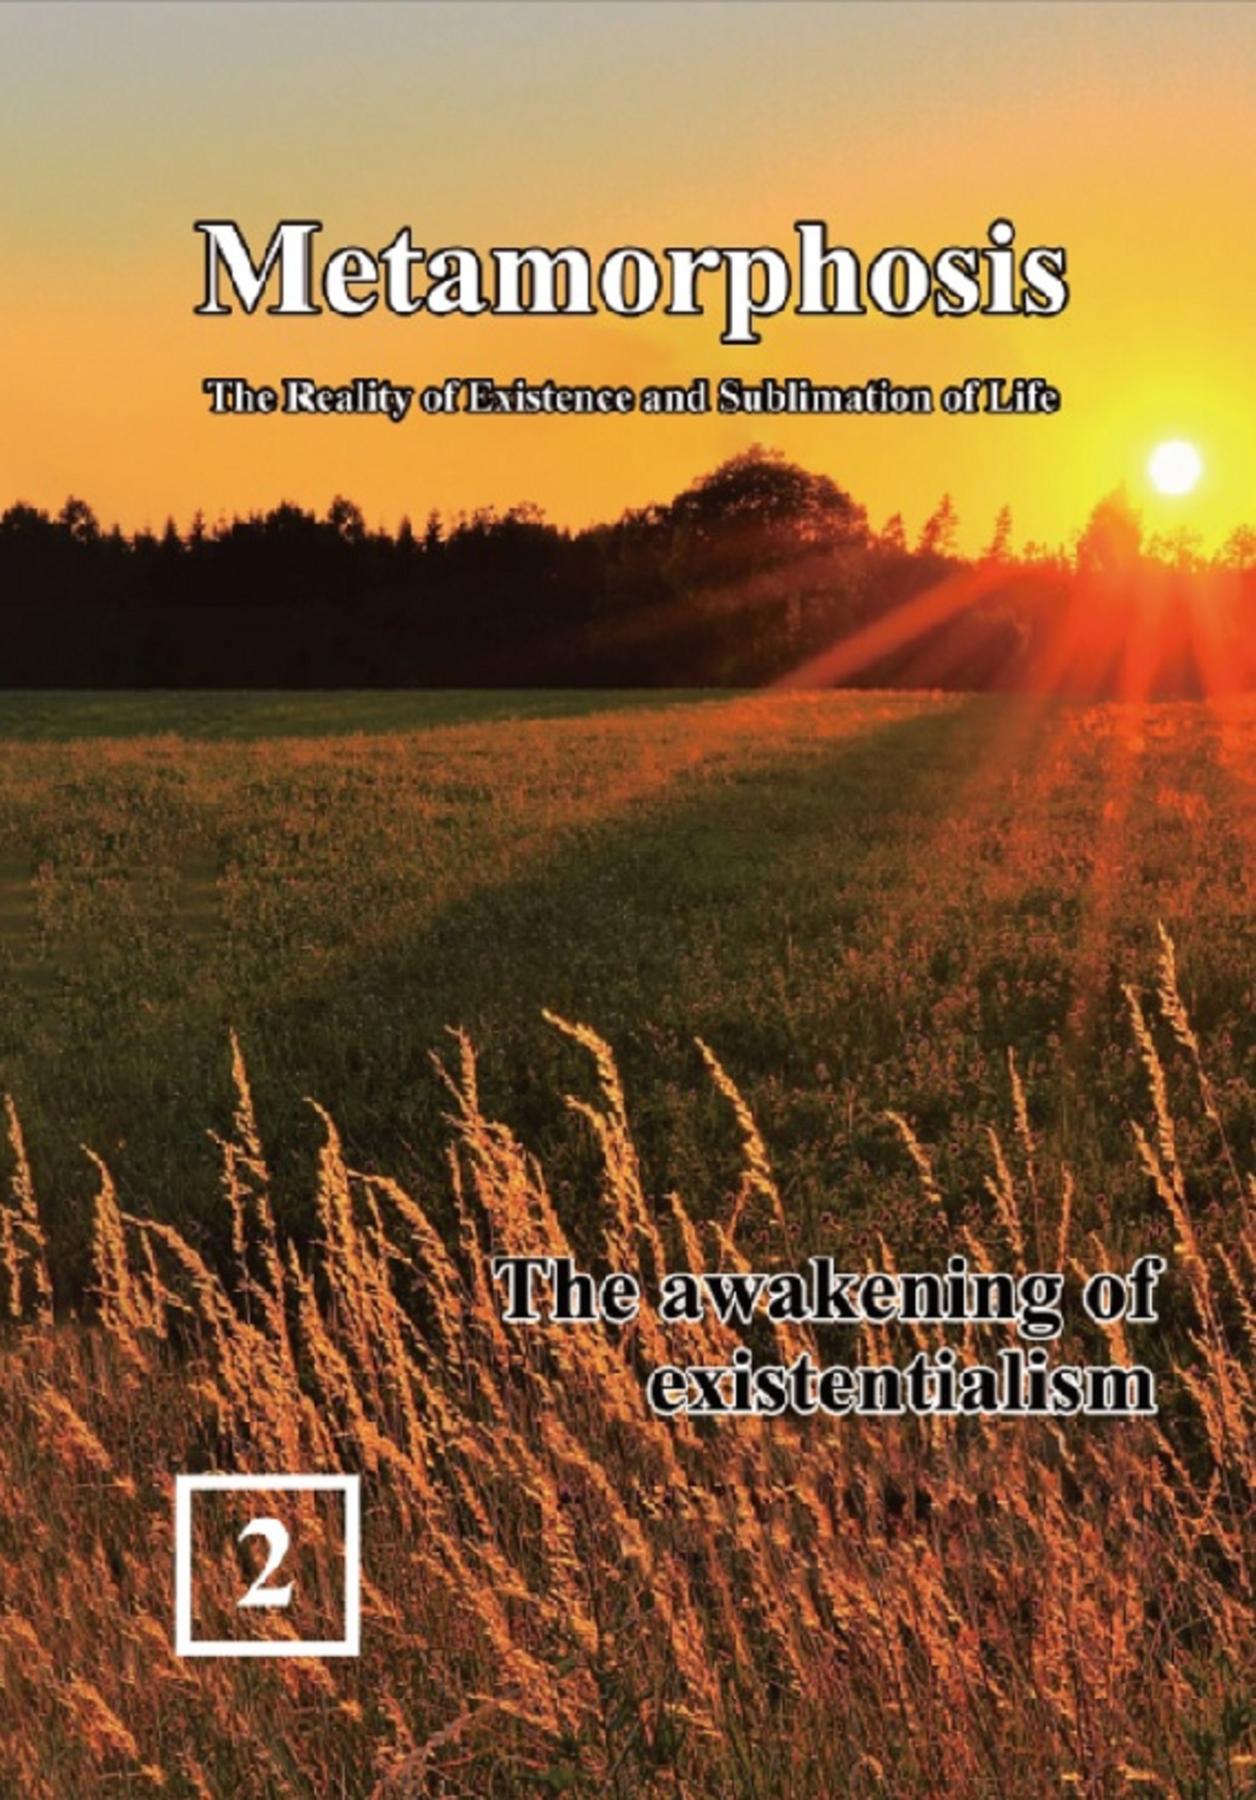 Metamorphosis
The Reality of Existence and Sublimation of Life
The awakening of
existentialism
2